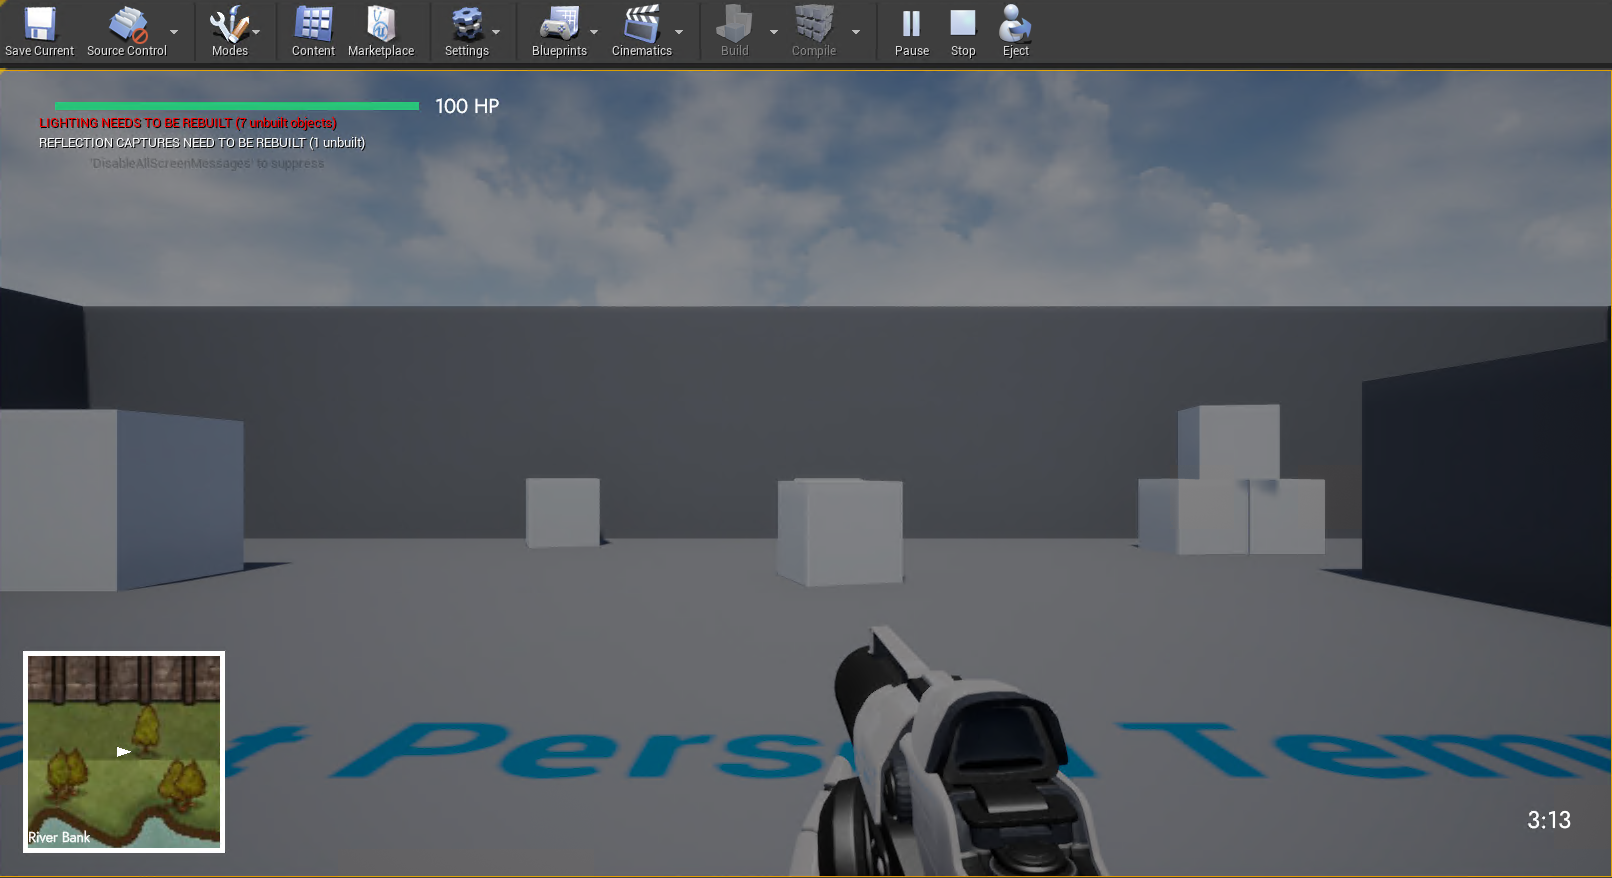 Save Current Source Control Modes Content Marketplace Settings Blueprints Cinematics Build Compile Pause Stop Eject
100 HP
LIGHTING NEEDS TO BE REBUILT (7 unbuilt objects)
REFLECTION CAPTURES NEED TO BE REBUILT (1 unbuilt)
'DisableAllScreenMessages' to suppress
River Bank
3:13